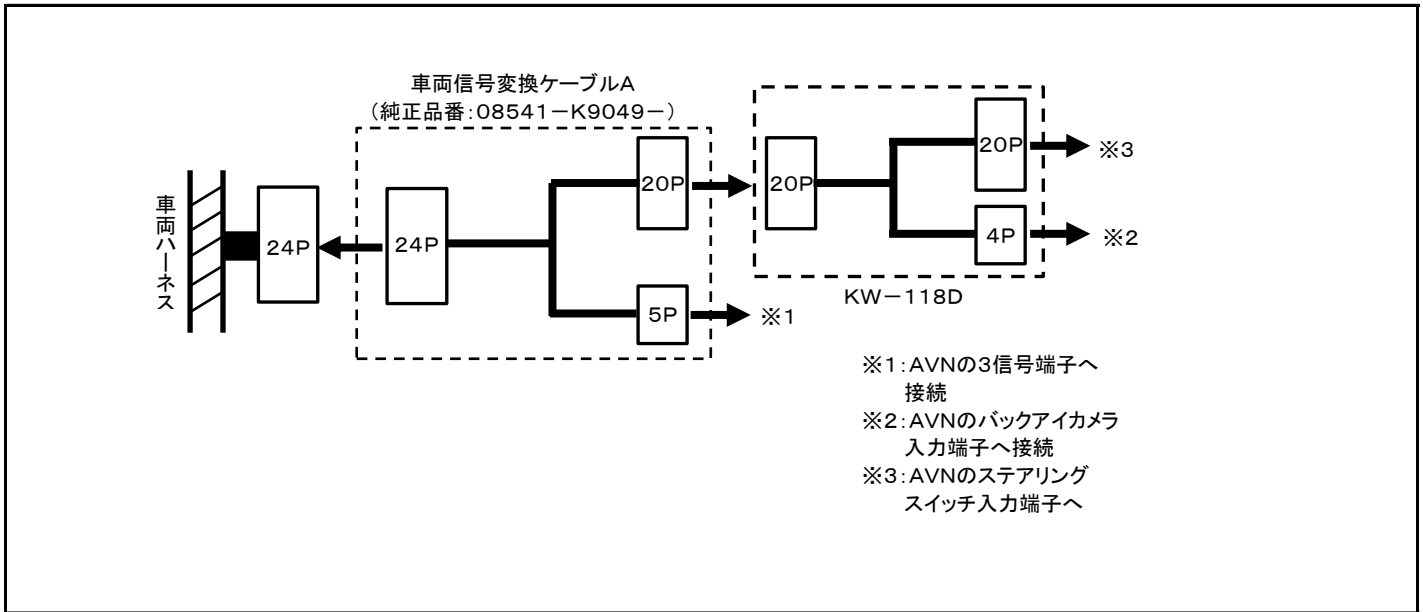 車両信号変換ケーブルA
（純正品番：08541－K9049－）
車両ハーネス
24P
24P
20P
5P
※1
20P
20P
※3
4P
※2
KW－118D
※1：AVNの3信号端子へ
接続
※2：AVNのバックアイカメラ
入力端子へ接続
※3：AVNのステアリング
スイッチ入力端子へ